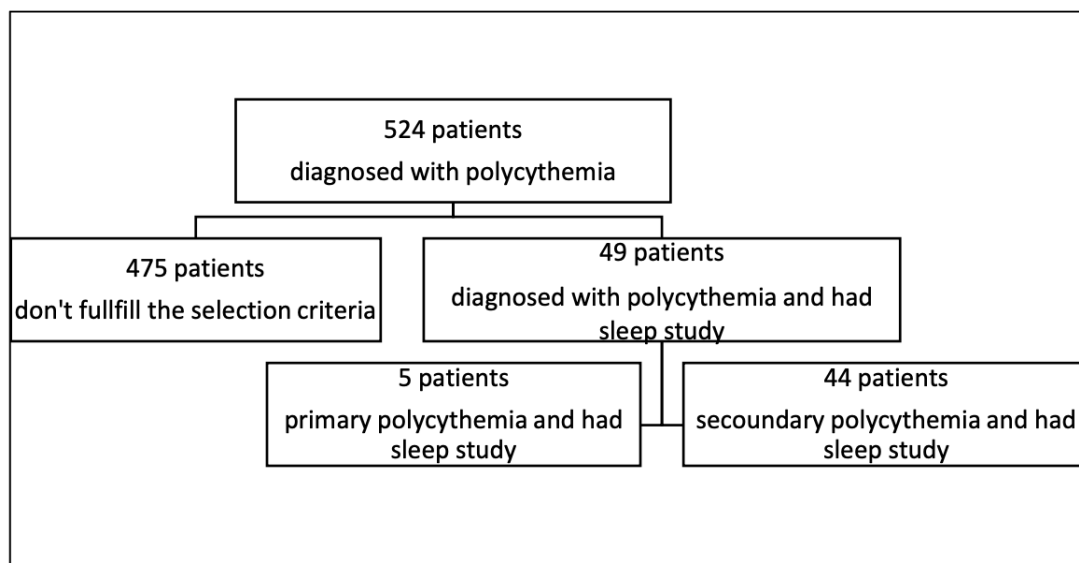 524 patients
diagnosed with polycythemia
475 patients
don't fullfill the selection criteria
49 patients
diagnosed with polycythemia and had
sleep study
5 patients
primary polycythemia and had
sleep study
44 patients
secoundary polycythemia and had
sleep study